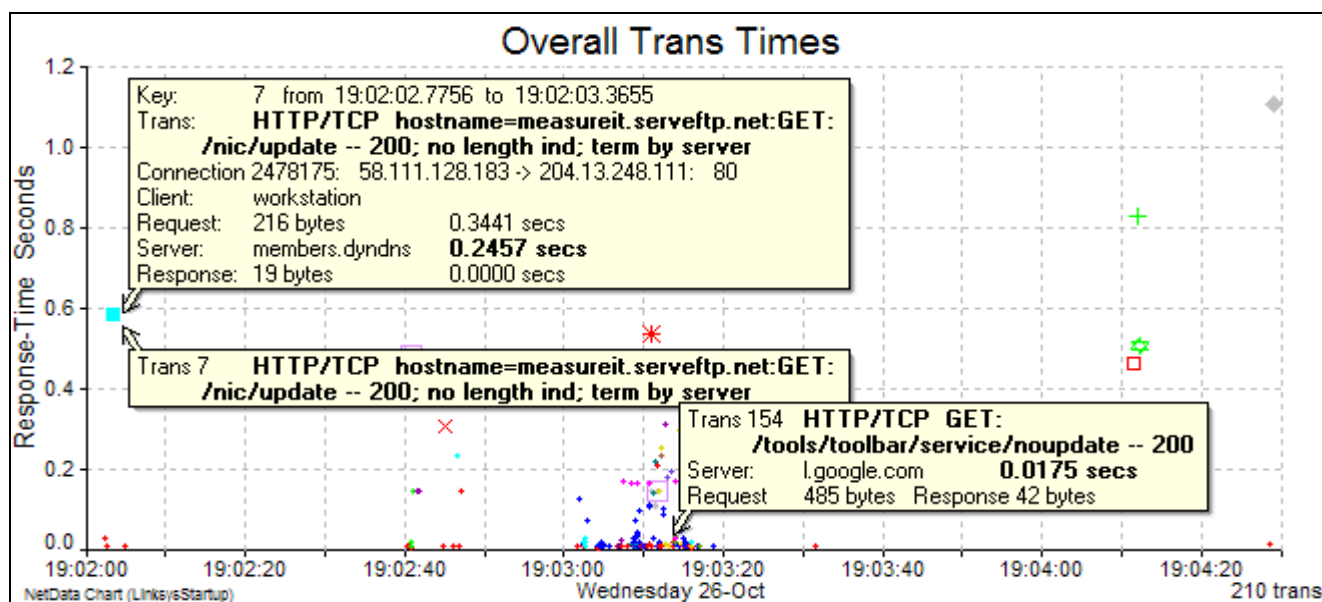 Overall Trans Times
Response-Time Seconds
1.2
1.0
0.8
0.6
0.4
0.2
0.0
Key: 7 from 19:02:02.7756 to 19:02:03.3655
Trans: HTTP/TCP hostname=measureit.serveftp.net:GET:
/nic/update -- 200; no length ind; term by server
Connection 2478175: 58.111.128.183 -> 204.13.248.111: 80
Client: workstation
Request: 216 bytes 0.3441 secs
Server: members.dyndns 0.2457 secs
Response: 19 bytes 0.0000 secs
Trans 7 HTTP/TCP hostname=measureit.serveftp.net:GET:
/nic/update -- 200; no length ind; term by server
Trans 154 HTTP/TCP GET:
/tools/toolbar/service/noupdate -- 200
Server: l.google.com 0.0175 secs
Request 485 bytes Response 42 bytes
19:02:00 19:02:20 19:02:40 19:03:00 19:03:20 19:03:40 19:04:00 19:04:20
NetData Chart (LinksysStartup) Wednesday 26-Oct 210 trans